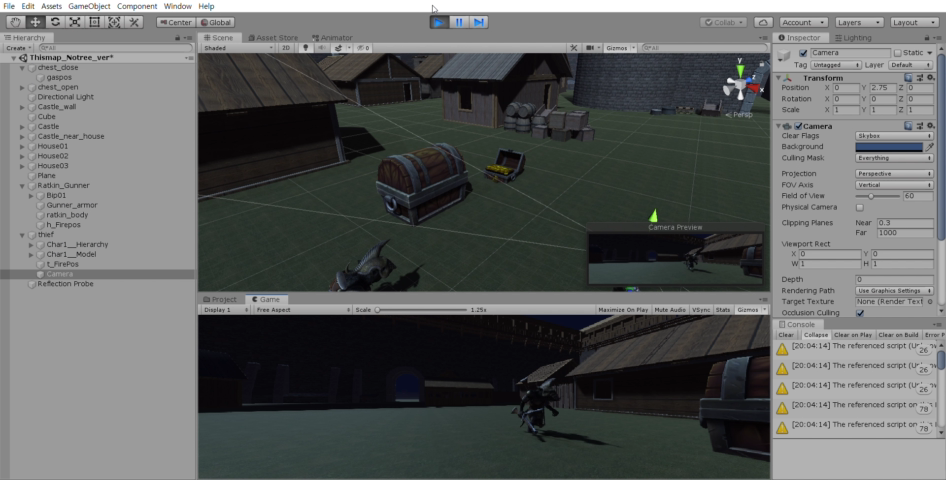 File Edit Assets GameObject Component Window Help
Center Global
Collab Account Layers Layout
Hierarchy
Create All
Thismap_Notree_ver*
chest_close
gaspos
chest_open
Directional Light
Castle_wall
Cube
Castle
Castle_near_house
House01
House02
House03
Plane
Ratkin_Gunner
Bip01
Gunner_armor
ratkin_body
h_Firepos
thief
Char1__Hierarchy
Char1__Model
t_FirePos
Camera
Reflection Probe
Scene Asset Store Animator
Shaded 2D 0 Gizmos All
y
x
Persp
Camera Preview
Project Game
Display 1 Free Aspect Scale 1.25x Maximize On Play Mute Audio VSync Stats Gizmos
Inspector Lighting
Camera Static
Tag Untagged Layer Default
Transform
Position X 0 Y 2.75 Z 0
Rotation X 0 Y 0 Z 0
Scale X 1 Y 1 Z 1
Camera
Clear Flags Skybox
Background
Culling Mask Everything
Projection Perspective
FOV Axis Vertical
Field of View 60
Physical Camera
Clipping Planes Near 0.3
Far 1000
Viewport Rect
X 0 Y 0
W 1 H 1
Depth 0
Rendering Path Use Graphics Settings
Target Texture None (Render Text
Occlusion Culling
Console
Clear Collapse Clear on Play Clear on Build Error P
[20:04:14] The referenced script 26
[20:04:14] The referenced script 26
[20:04:14] The referenced script 26
[20:04:14] The referenced script on 78
[20:04:14] The referenced script on 78